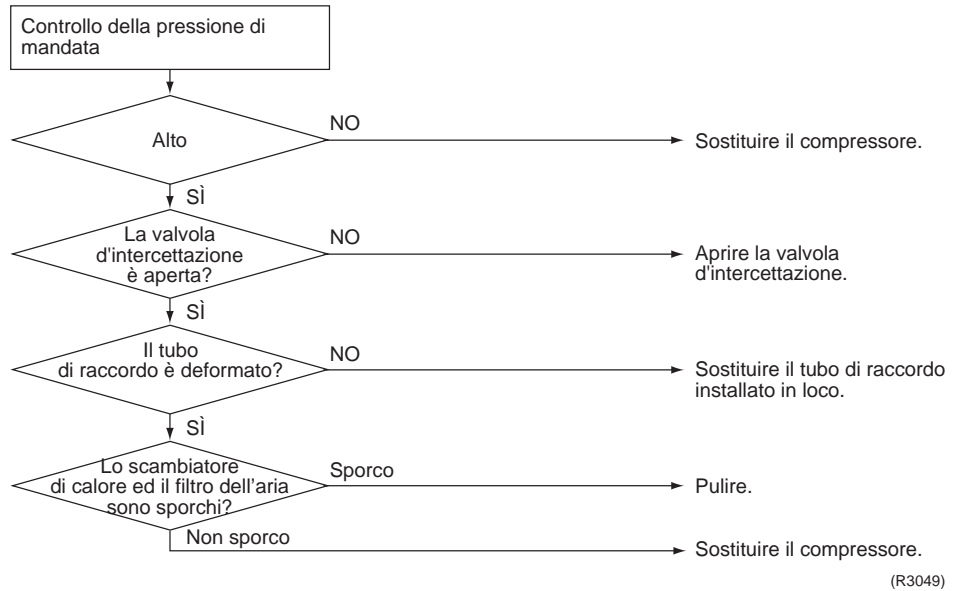 Controllo della pressione di
mandata
Alto
NO
Sostituire il compressore.
SÌ
La valvola
d'intercettazione
è aperta?
NO
Aprire la valvola
d'intercettazione.
SÌ
Il tubo
di raccordo è deformato?
NO
Sostituire il tubo di raccordo
installato in loco.
SÌ
Lo scambiatore
di calore ed il filtro dell'aria
sono sporchi?
Sporco
Pulire.
Non sporco
Sostituire il compressore.
(R3049)